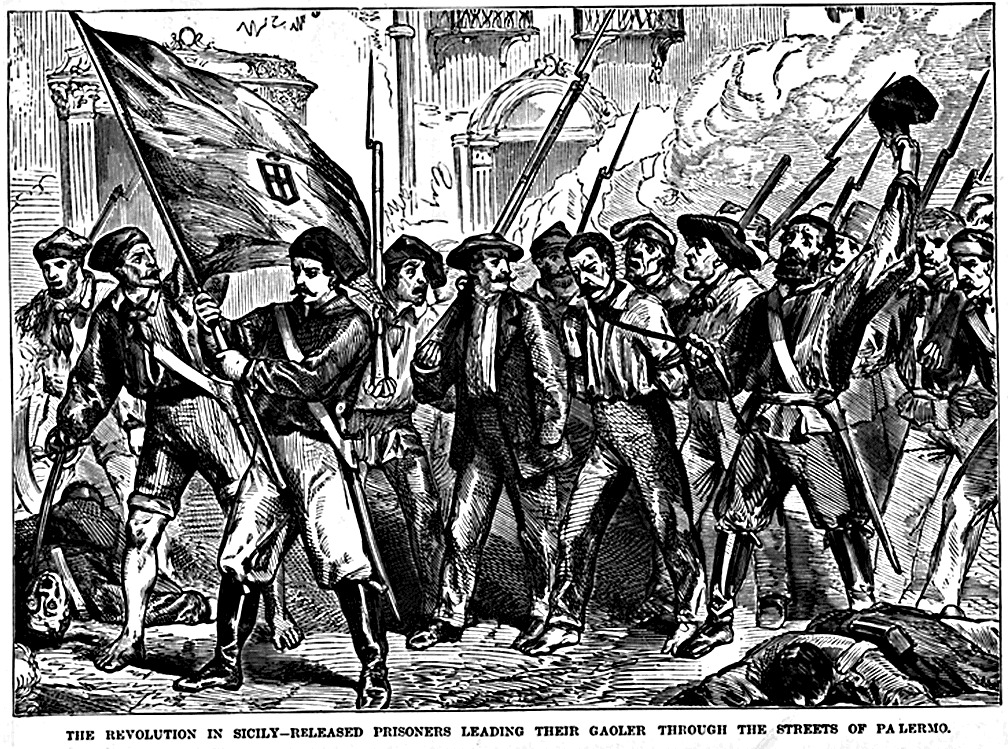 THE REVOLUTION IN SICILY—RELEASED PRISONERS LEADING THEIR GAOLER THROUGH THE STREETS OF PALERMO.